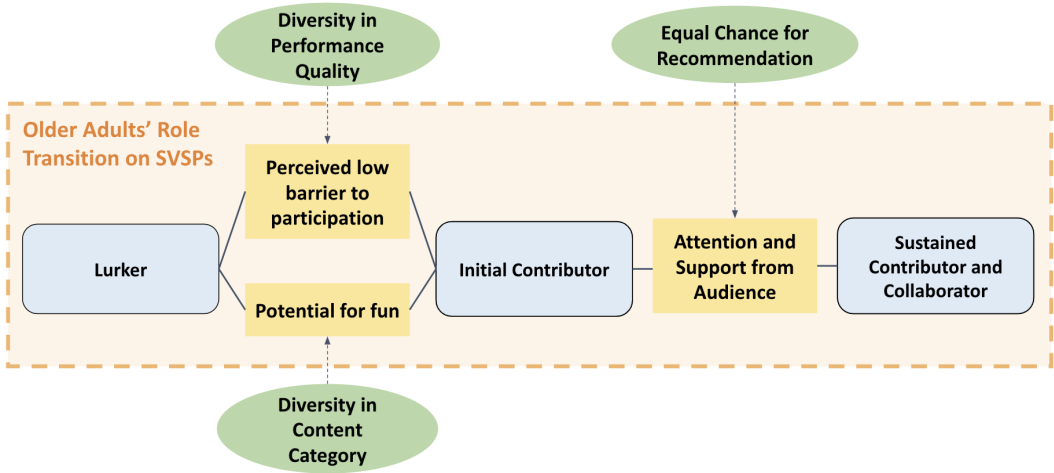 Diversity in
Performance
Quality
Equal Chance for
Recommendation
Older Adults’ Role
Transition on SVSPs
Perceived low
barrier to
participation
Lurker
Potential for fun
Initial Contributor
Attention and
Support from
Audience
Sustained
Contributor and
Collaborator
Diversity in
Content
Category